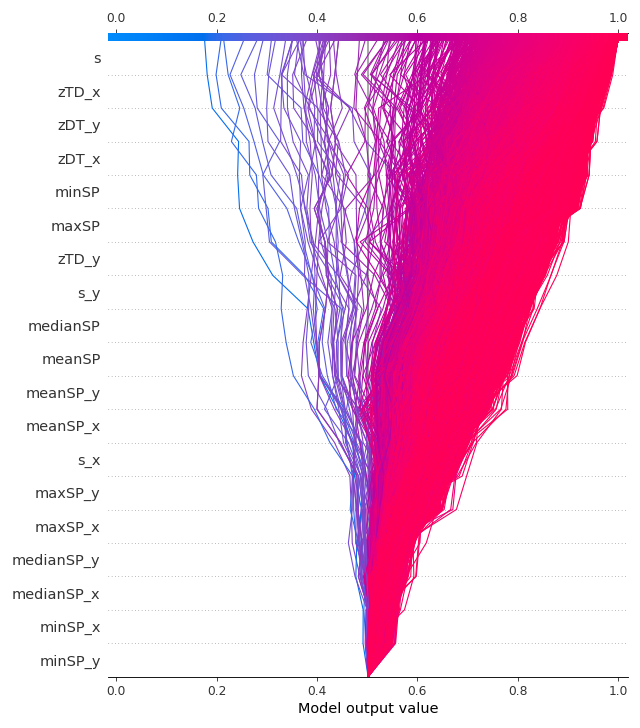 0.0 0.2 0.4 0.6 0.8 1.0
s
zTD_x
zDT_y
zDT_x
minSP
maxSP
zTD_y
s_y
medianSP
meanSP
meanSP_y
meanSP_x
s_x
maxSP_y
maxSP_x
medianSP_y
medianSP_x
minSP_x
minSP_y
0.0 0.2 0.4 0.6 0.8 1.0
Model output value